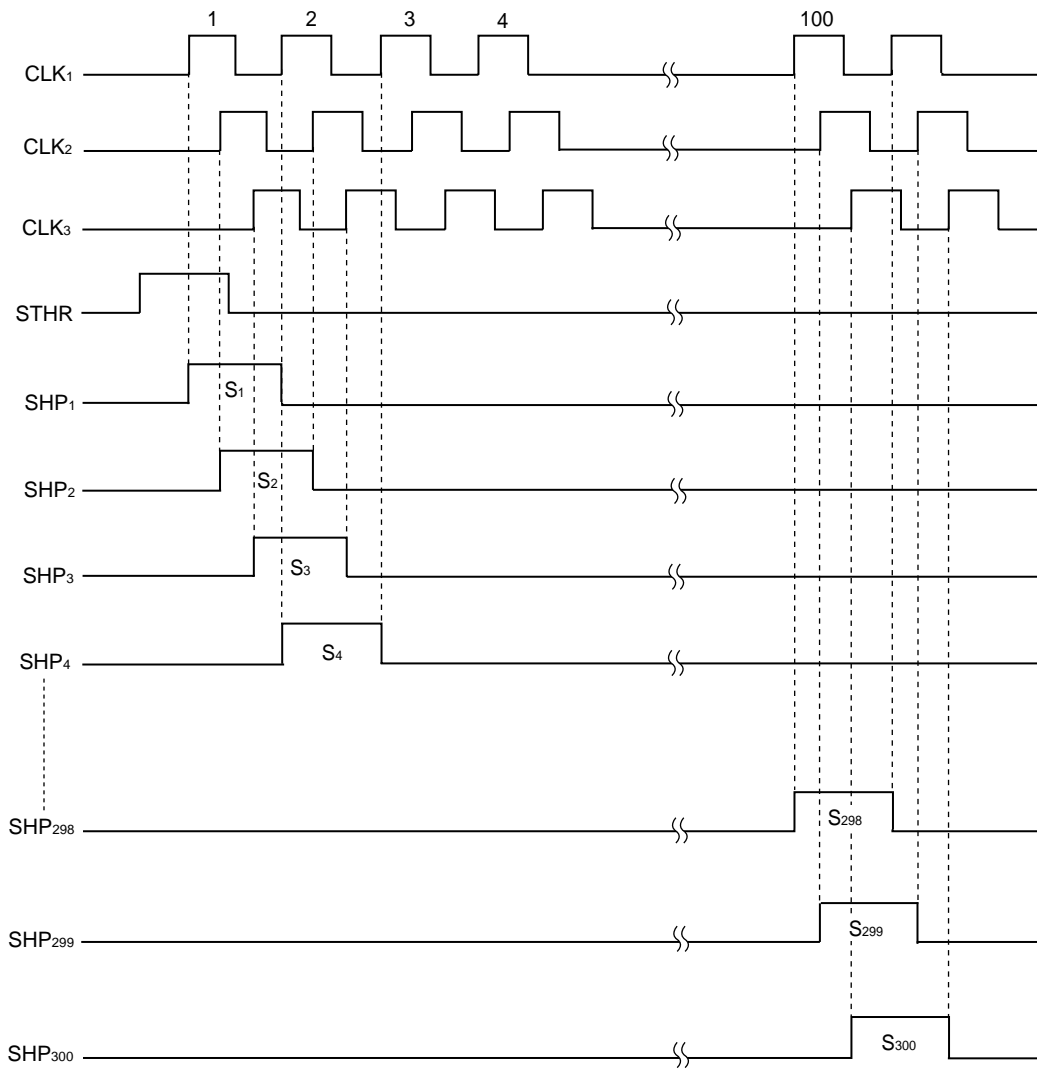 1 2 3 4 100
CLK1
CLK2
CLK3
STHR
SHP1 S1
SHP2 S2
SHP3 S3
SHP4 S4
SHP298 S298
SHP299 S299
SHP300 S300